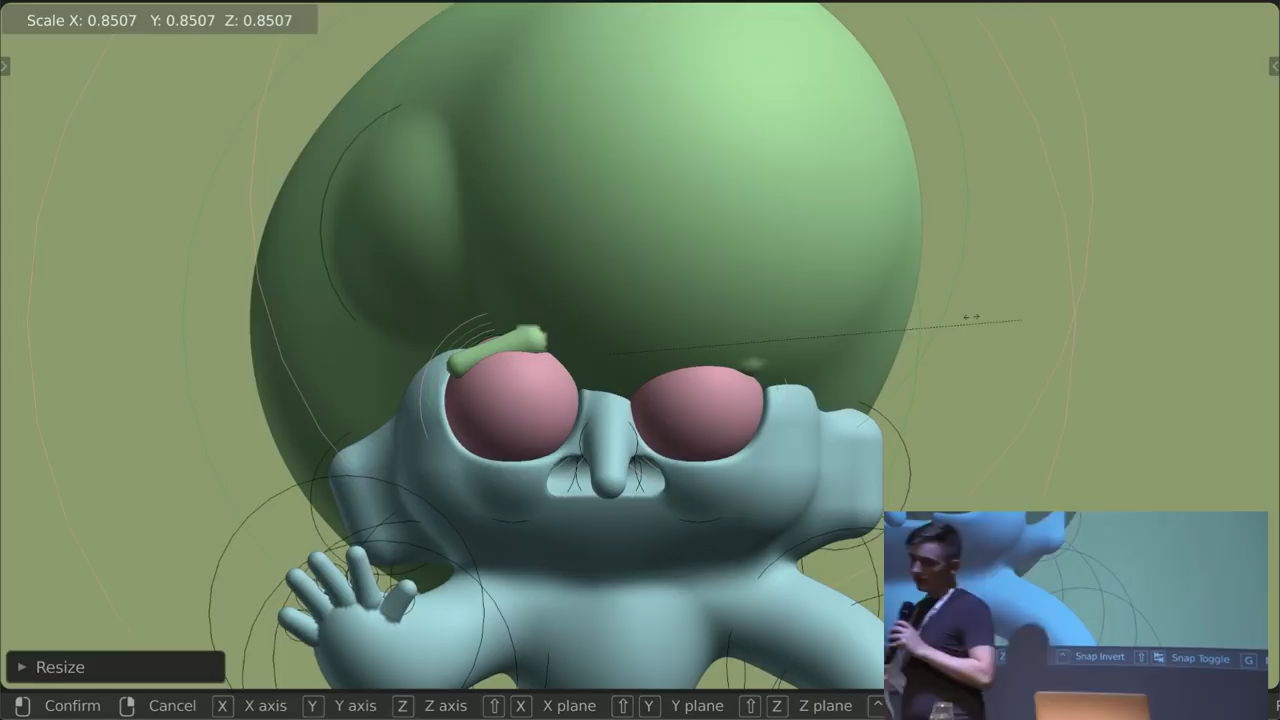 Scale X: 0.8507 Y: 0.8507 Z: 0.8507
Resize
Confirm Cancel X X axis Y Y axis Z Z axis X X plane Y Y plane Z Z plane
Z Snap Invert Snap Toggle G